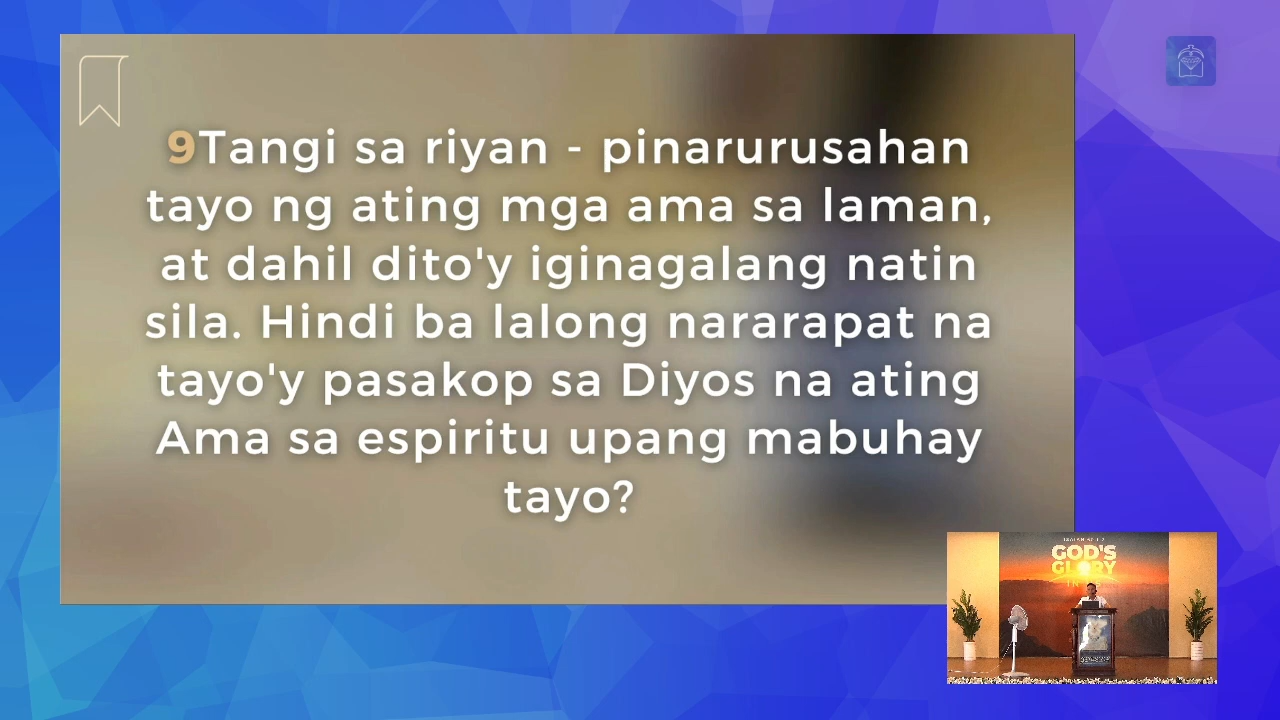 9Tangi sa riyan - pinarurusahan
tayo ng ating mga ama sa laman,
at dahil dito'y iginagalang natin
sila. Hindi ba lalong nararapat na
tayo'y pasakop sa Diyos na ating
Ama sa espiritu upang mabuhay
tayo?
GOD'S
GLORY